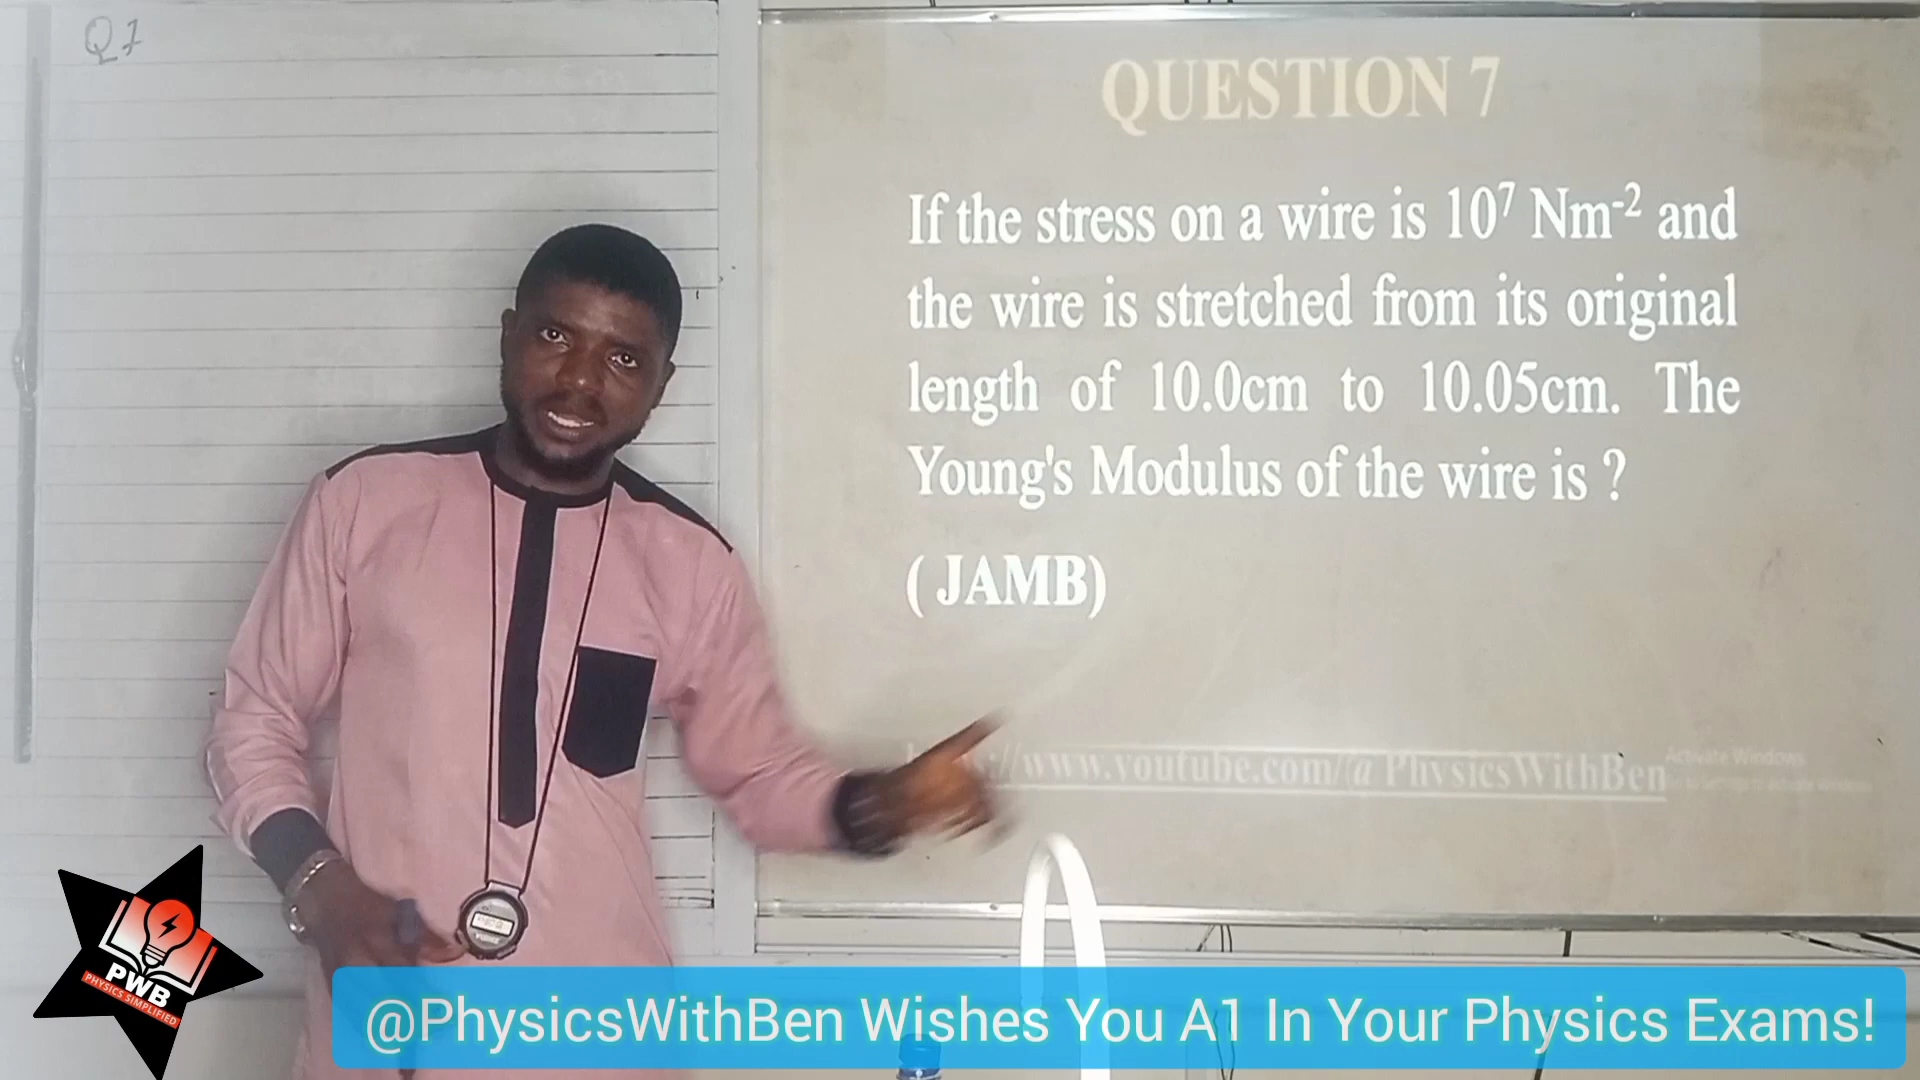 Q7
QUESTION 7
If the stress on a wire is 10⁷ Nm⁻² and
the wire is stretched from its original
length of 10.0cm to 10.05cm. The
Young's Modulus of the wire is ?
( JAMB)
://www.youtube.com/@PhysicsWithBen
Activate Windows
PWB
PHYSICS SIMPLIFIED
@PhysicsWithBen Wishes You A1 In Your Physics Exams!